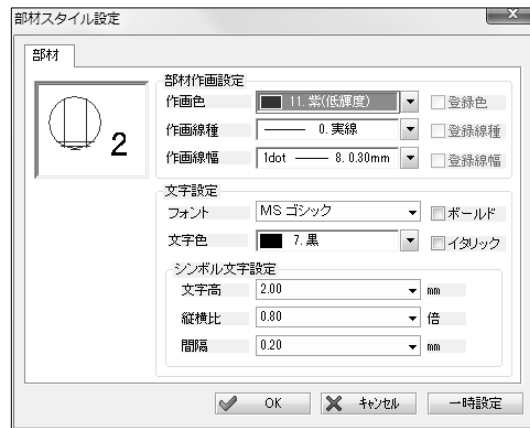 部材スタイル設定
部材
2
部材作画設定
作画色 11. 紫(低輝度) 登録色
作画線種 0. 実線 登録線種
作画線幅 1dot 8. 0.30mm 登録線幅
文字設定
フォント MS ゴシック ボールド
文字色 7. 黒 イタリック
シンボル文字設定
文字高 2.00 mm
縦横比 0.80 倍
間隔 0.20 mm
OK キャンセル 一時設定